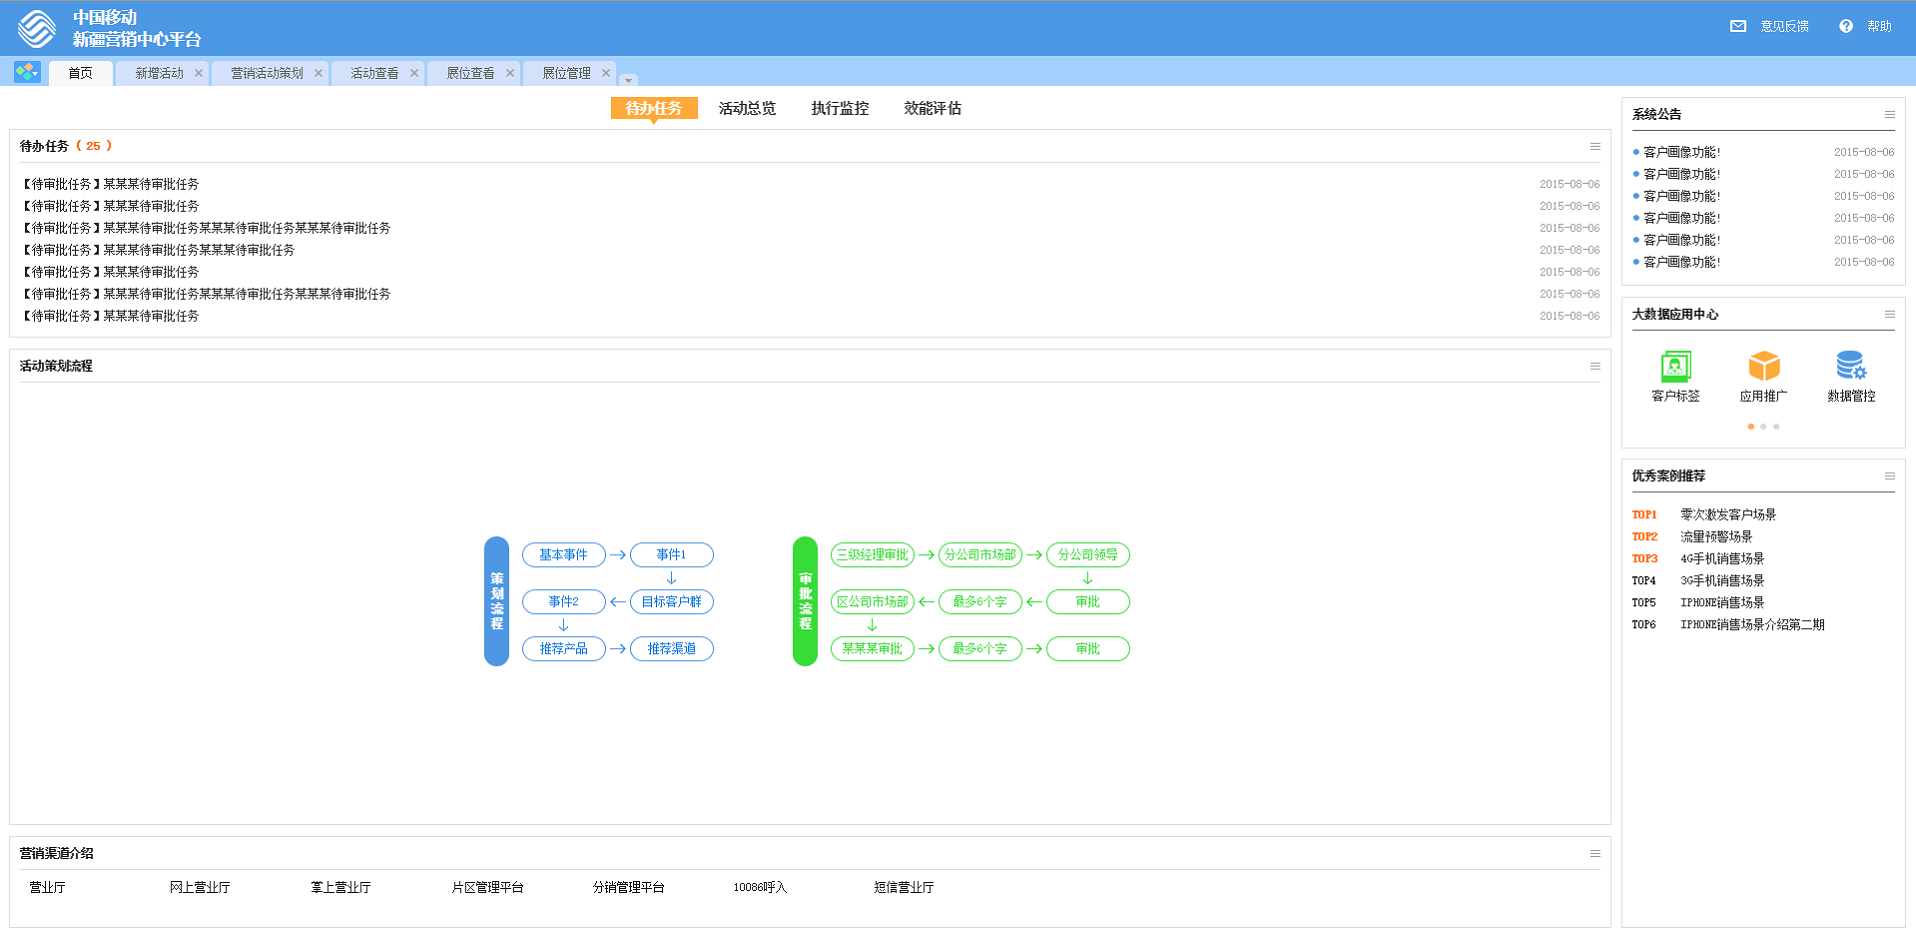 中国移动
新疆营销中心平台
意见反馈
帮助
首页
新增活动
营销活动策划
活动查看
展位查看
展位管理
待办任务
活动总览
执行监控
效能评估
待办任务（25）
【待审批任务】某某某待审批任务 2015-08-06
【待审批任务】某某某待审批任务 2015-08-06
【待审批任务】某某某待审批任务某某某待审批任务某某某待审批任务 2015-08-06
【待审批任务】某某某待审批任务某某某待审批任务 2015-08-06
【待审批任务】某某某待审批任务 2015-08-06
【待审批任务】某某某待审批任务某某某待审批任务某某某待审批任务 2015-08-06
【待审批任务】某某某待审批任务 2015-08-06
活动策划流程
策划流程
基本事件
事件1
事件2
目标客户群
推荐产品
推荐渠道
审批流程
三级经理审批
分公司市场部
分公司领导
区公司市场部
最多6个字
审批
某某某审批
最多6个字
审批
营销渠道介绍
营业厅
网上营业厅
掌上营业厅
片区管理平台
分销管理平台
10086呼入
短信营业厅
系统公告
客户画像功能! 2015-08-06
客户画像功能! 2015-08-06
客户画像功能! 2015-08-06
客户画像功能! 2015-08-06
客户画像功能! 2015-08-06
客户画像功能! 2015-08-06
大数据应用中心
客户标签
应用推广
数据管控
优秀案例推荐
TOP1 零次激发客户场景
TOP2 流量预警场景
TOP3 4G手机销售场景
TOP4 3G手机销售场景
TOP5 IPHONE销售场景
TOP6 IPHONE销售场景介绍第二期